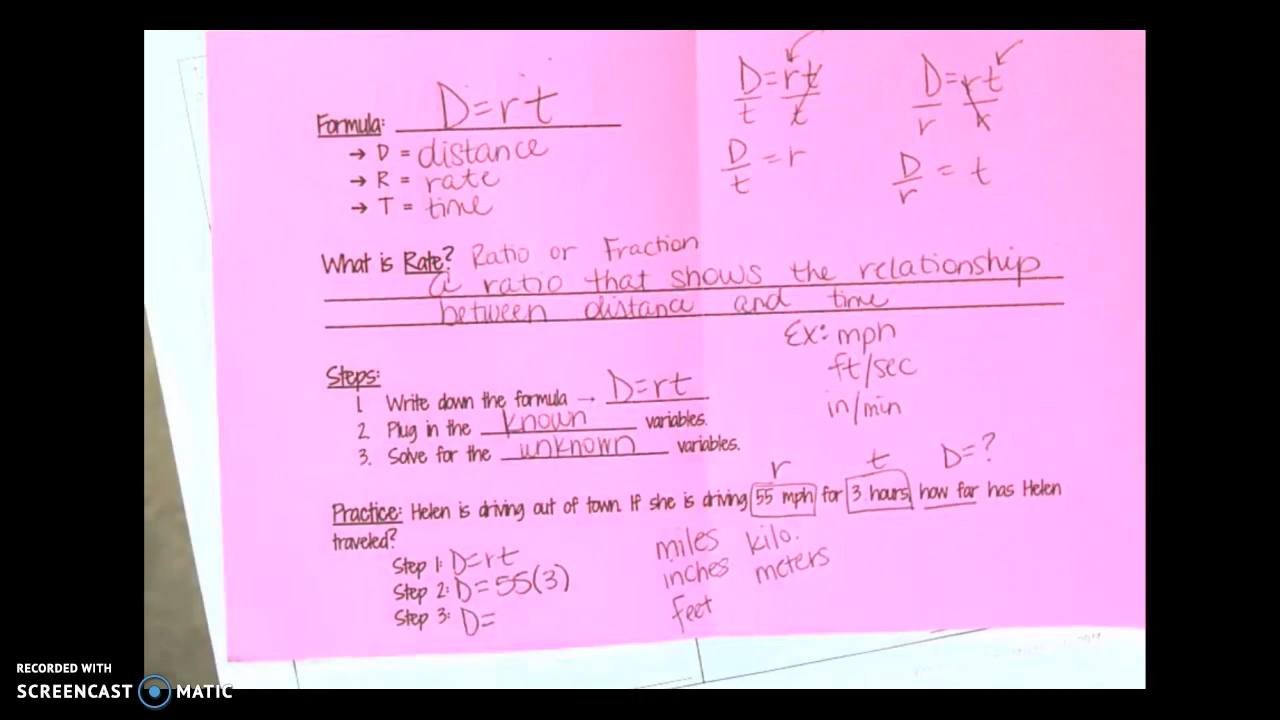 D = rt
Formula:
→ D = distance
→ R = rate
→ T = time
D = rt
t t
D = r
t
D = rt
r r
D = t
r
What is Rate? Ratio or Fraction
a ratio that shows the relationship
between distance and time
Ex: mph
ft/sec
in/min
Steps:
1. Write down the formula → D = rt
2. Plug in the known variables.
3. Solve for the unknown variables.
r t D = ?
Practice: Helen is driving out of town. If she is driving 55 mph for 3 hours, how far has Helen
traveled?
Step 1: D = rt
Step 2: D = 55(3)
Step 3: D =
miles kilo.
inches meters
feet
RECORDED WITH
SCREENCAST MATIC